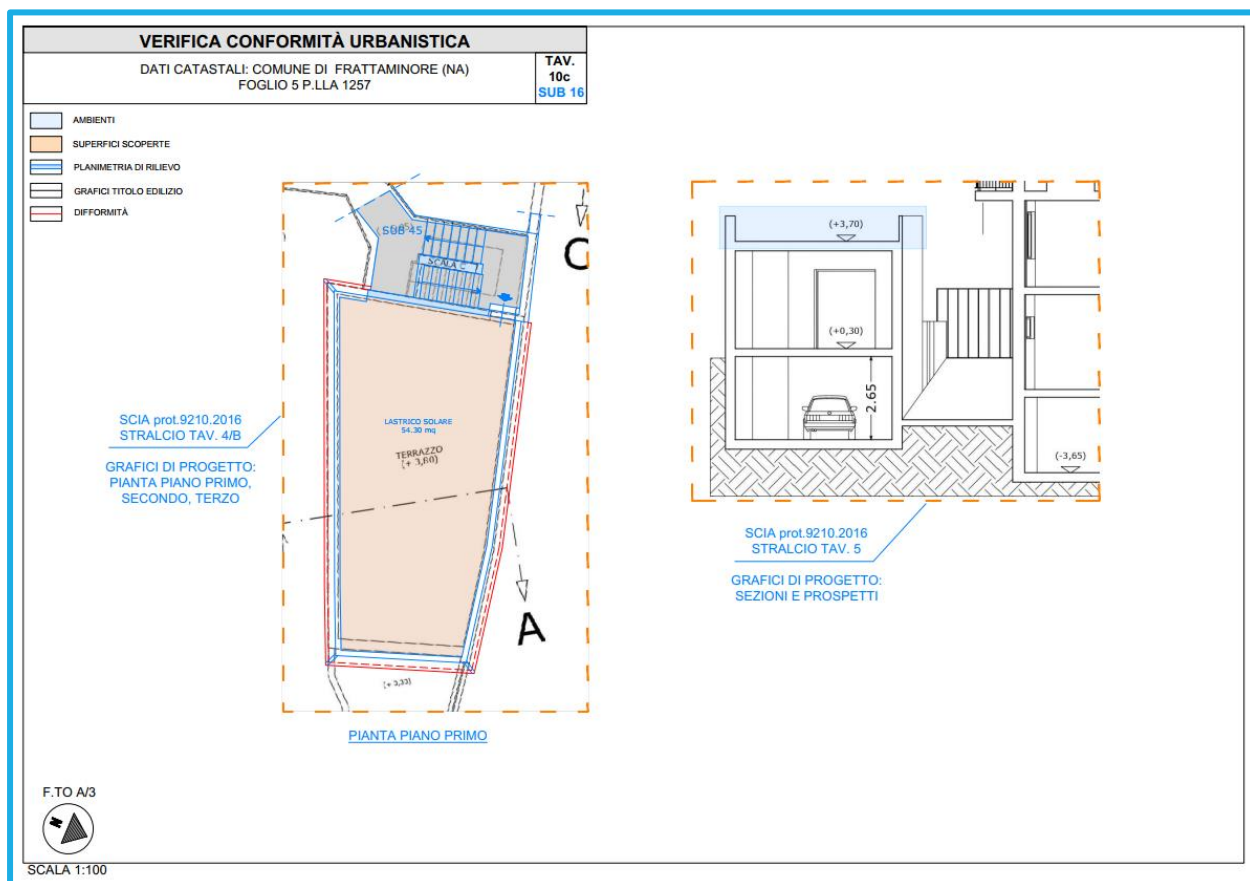 VERIFICA CONFORMITÀ URBANISTICA
DATI CATASTALI: COMUNE DI FRATTAMINORE (NA)
FOGLIO 5 P.LLA 1257
TAV.
10c
SUB 16
AMBIENTI
SUPERFICI SCOPERTE
PLANIMETRIA DI RILIEVO
GRAFICI TITOLO EDILIZIO
DIFFORMITÀ
SUB 45
SCALA C
C
LASTRICO SOLARE
54.30 mq
TERRAZZO
(+ 3,60)
A
(+ 3,33)
SCIA prot.9210.2016
STRALCIO TAV. 4/B
GRAFICI DI PROGETTO:
PIANTA PIANO PRIMO,
SECONDO, TERZO
PIANTA PIANO PRIMO
(+3,70)
(+0,30)
2.65
(-3,65)
SCIA prot.9210.2016
STRALCIO TAV. 5
GRAFICI DI PROGETTO:
SEZIONI E PROSPETTI
F.TO A/3
N
SCALA 1:100